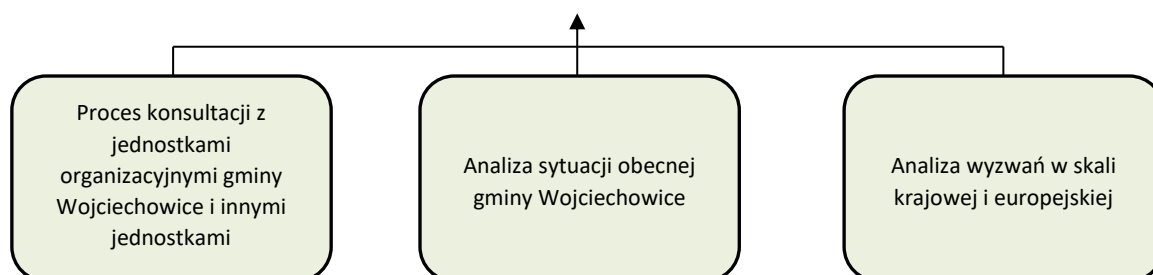 Proces konsultacji z
jednostkami
organizacyjnymi gminy
Wojciechowice i innymi
jednostkami
Analiza sytuacji obecnej
gminy Wojciechowice
Analiza wyzwań w skali
krajowej i europejskiej